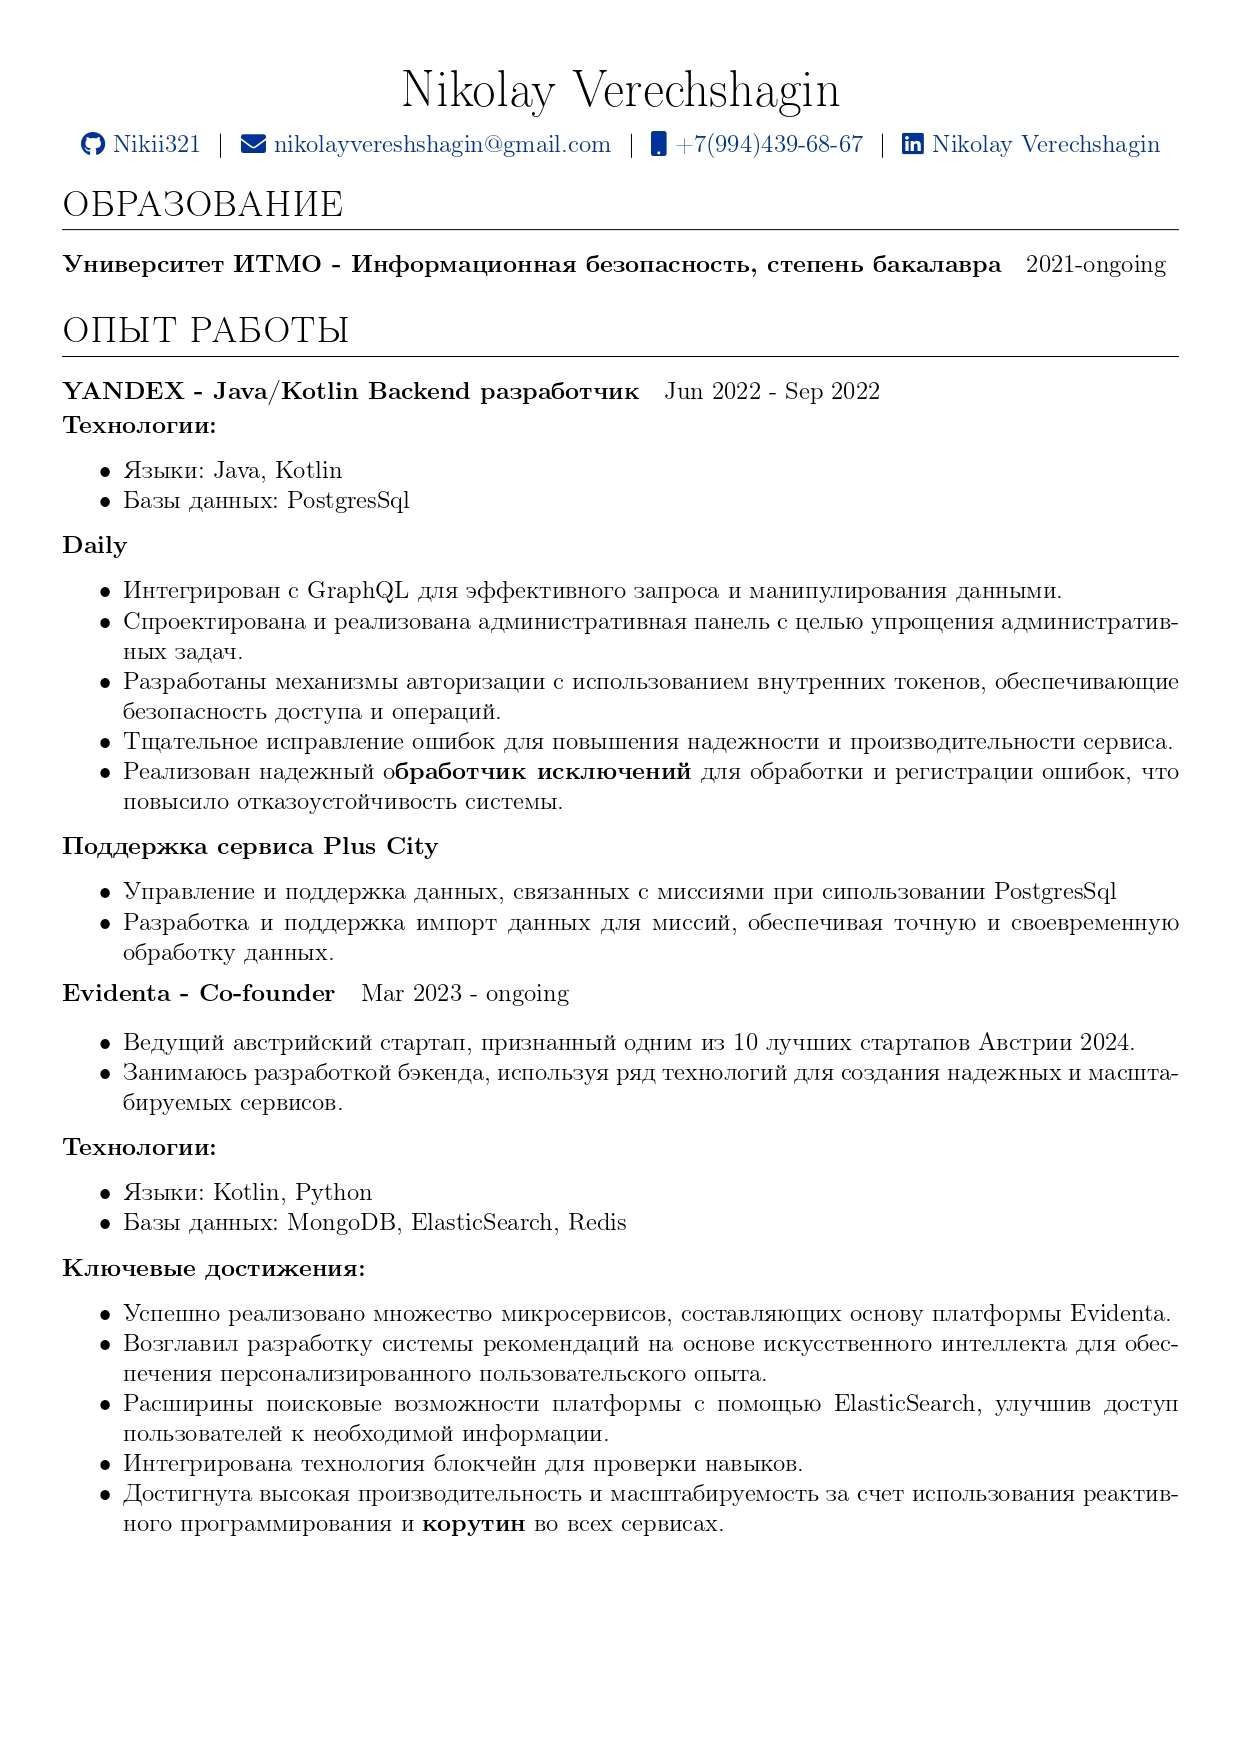 Nikolay Verechshagin
Nikii321 | nikolayvereshshagin@gmail.com | +7(994)439-68-67 | Nikolay Verechshagin
ОБРАЗОВАНИЕ
Университет ИТМО - Информационная безопасность, степень бакалавра 2021-ongoing
ОПЫТ РАБОТЫ
YANDEX - Java/Kotlin Backend разработчик Jun 2022 - Sep 2022
Технологии:
• Языки: Java, Kotlin
• Базы данных: PostgresSql
Daily
• Интегрирован с GraphQL для эффективного запроса и манипулирования данными.
• Спроектирована и реализована административная панель с целью упрощения административ-
ных задач.
• Разработаны механизмы авторизации с использованием внутренних токенов, обеспечивающие
безопасность доступа и операций.
• Тщательное исправление ошибок для повышения надежности и производительности сервиса.
• Реализован надежный обработчик исключений для обработки и регистрации ошибок, что
повысило отказоустойчивость системы.
Поддержка сервиса Plus City
• Управление и поддержка данных, связанных с миссиями при сипользовании PostgresSql
• Разработка и поддержка импорт данных для миссий, обеспечивая точную и своевременную
обработку данных.
Evidenta - Co-founder Mar 2023 - ongoing
• Ведущий австрийский стартап, признанный одним из 10 лучших стартапов Австрии 2024.
• Занимаюсь разработкой бэкенда, используя ряд технологий для создания надежных и масшта-
бируемых сервисов.
Технологии:
• Языки: Kotlin, Python
• Базы данных: MongoDB, ElasticSearch, Redis
Ключевые достижения:
• Успешно реализовано множество микросервисов, составляющих основу платформы Evidenta.
• Возглавил разработку системы рекомендаций на основе искусственного интеллекта для обес-
печения персонализированного пользовательского опыта.
• Расширины поисковые возможности платформы с помощью ElasticSearch, улучшив доступ
пользователей к необходимой информации.
• Интегрирована технология блокчейн для проверки навыков.
• Достигнута высокая производительность и масштабируемость за счет использования реактив-
ного программирования и корутин во всех сервисах.